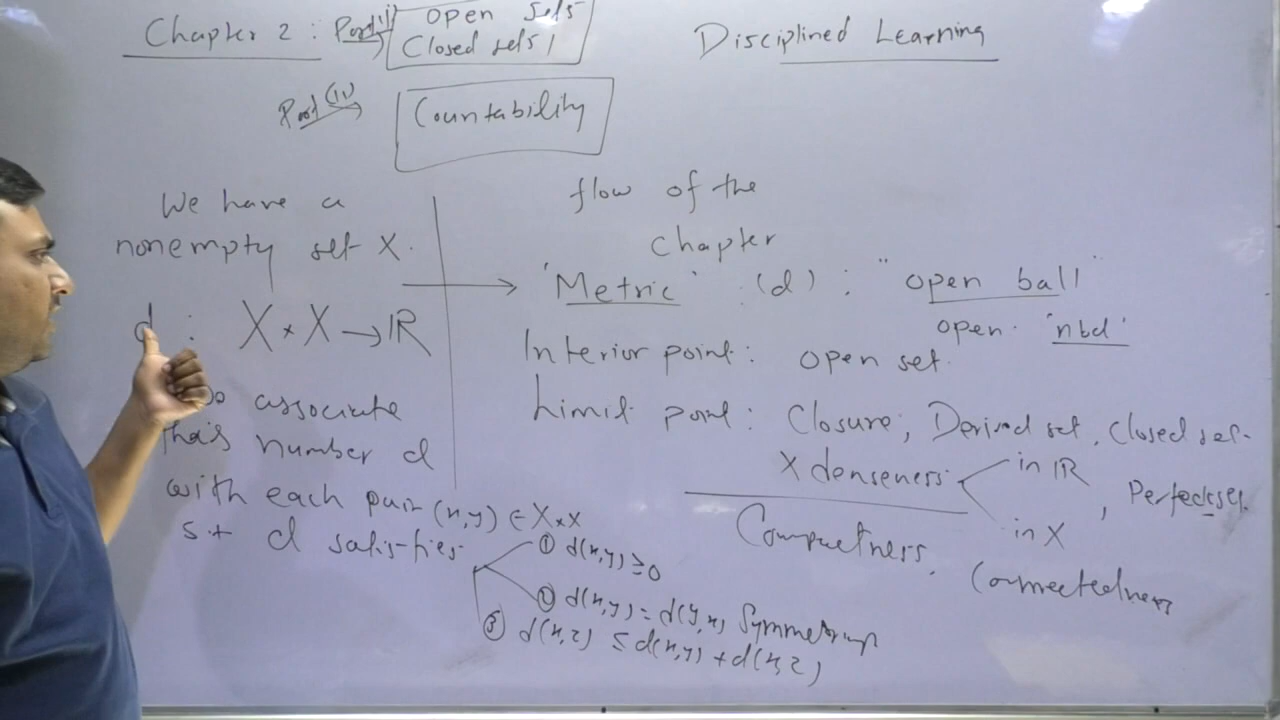 Chapter 2 : Part(i) Open Sets
Closed sets /
Disciplined Learning
Part (ii)
Countability
We have a
nonempty set X.
d : X × X → IR
associate
this number d
with each pair (x,y) ∈ X × X
s.t d satisfies
① d(x,y) ≥ 0
② d(x,y) = d(y,x) Symmetry
③ d(x,z) ≤ d(x,y) + d(x,z)
flow of the
chapter
'Metric' : (d) : "open ball"
open 'nbd'
Interior point : open set.
Limit point : Closure, Derived set, Closed set.
X denseness in IR
in X
, Perfect set.
Compactness, Connectedness